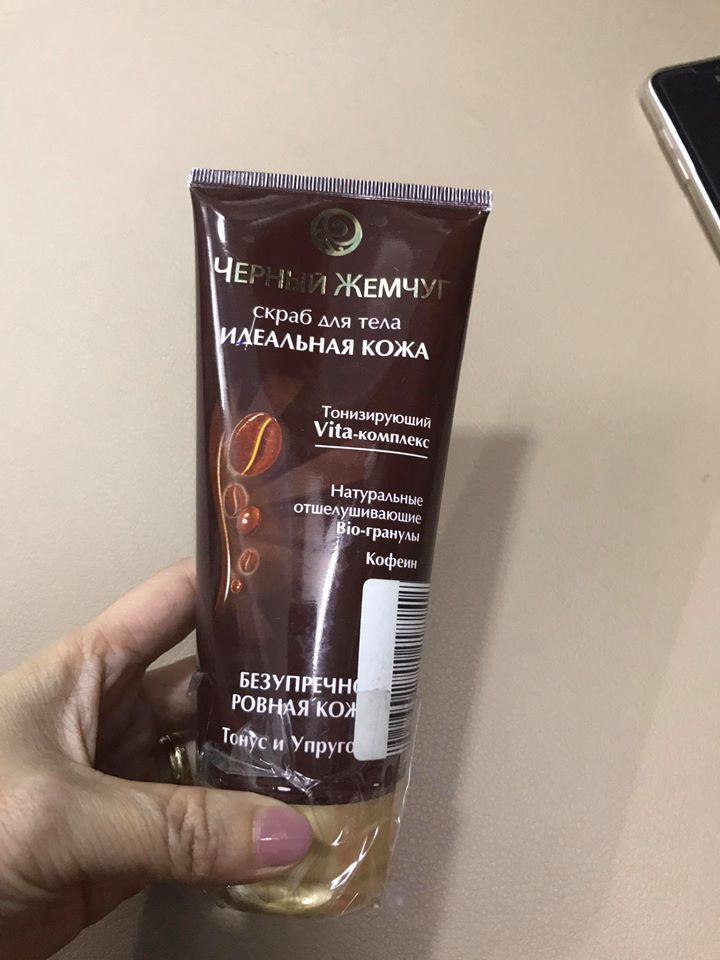 ЧЕРНЫЙ ЖЕМЧУГ
скраб для тела
ИДЕАЛЬНАЯ КОЖА
Тонизирующий
Vita-комплекс
Натуральные
отшелушивающие
Bio-гранулы
Кофеин
БЕЗУПРЕЧНО
РОВНАЯ КОЖ
Тонус и Упруго